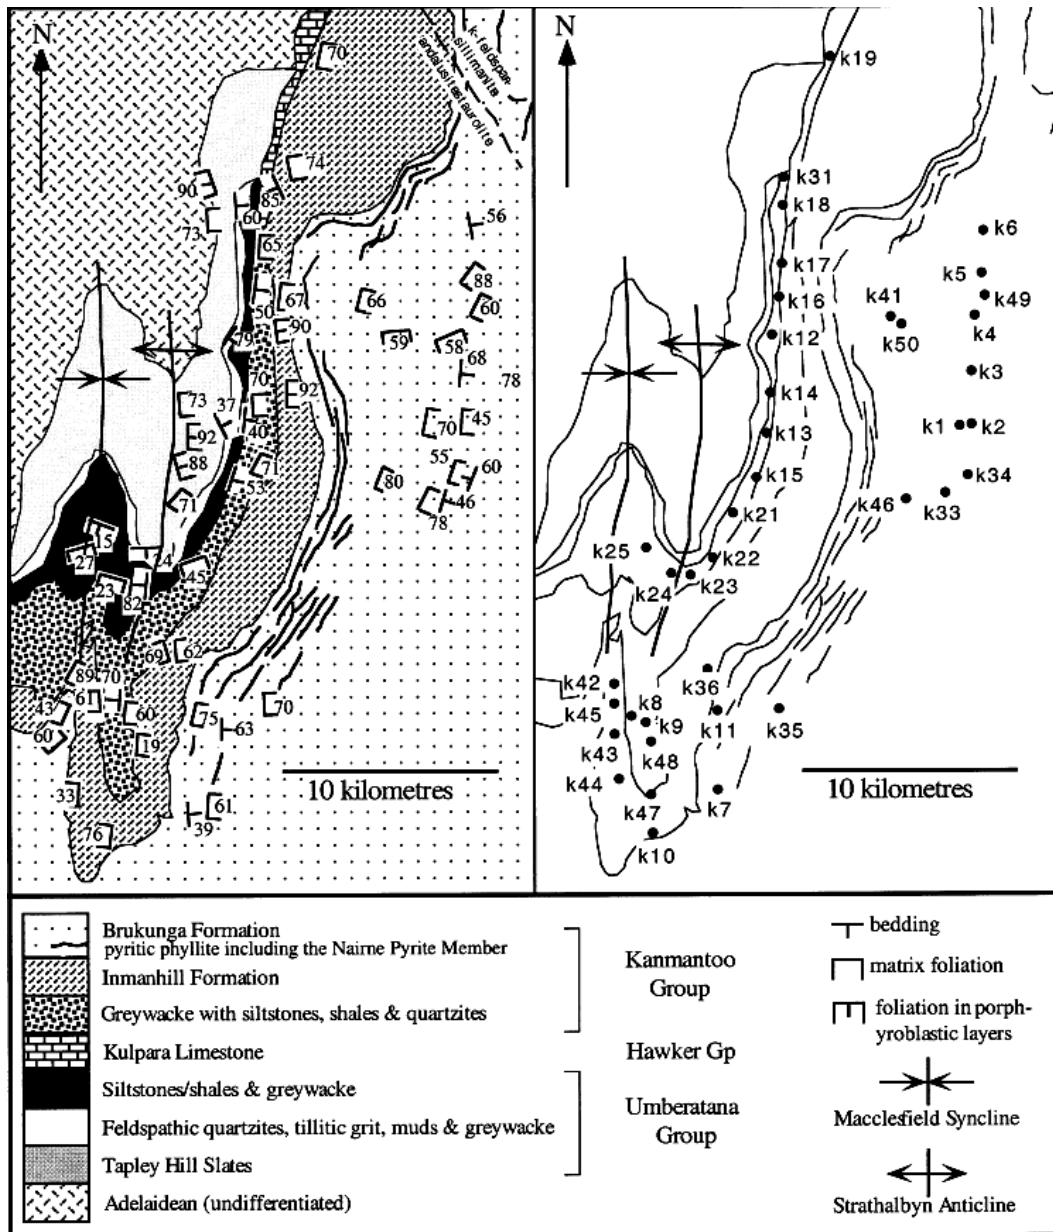 N
70
k-feldspar
sillimanite
andalusite
staurolite
74
90
85
60
73
65
56
88
67
50
66
60
90
79
59
58
68
73
37
70
92
78
92
40
70
45
88
71
55
60
71
53
80
46
78
15
27
24
45
23
82
69
62
89
70
61
43
60
75
70
60
63
19
33
61
39
76
10 kilometres
N
k19
k31
k18
k6
k17
k5
k49
k16
k41
k4
k12
k50
k3
k14
k1
k2
k13
k34
k15
k46
k33
k21
k25
k22
k24
k23
k42
k36
k45
k8
k9
k11
k35
k43
k48
k44
k47
k7
k10
10 kilometres
Brukunga Formation
pyritic phyllite including the Nairne Pyrite Member
Inmanhill Formation
Greywacke with siltstones, shales & quartzites
Kulpara Limestone
Siltstones/shales & greywacke
Feldspathic quartzites, tillitic grit, muds & greywacke
Tapley Hill Slates
Adelaidean (undifferentiated)
Kanmantoo
Group
Hawker Gp
Umberatana
Group
bedding
matrix foliation
foliation in porph-
yroblastic layers
Macclesfield Syncline
Strathalbyn Anticline